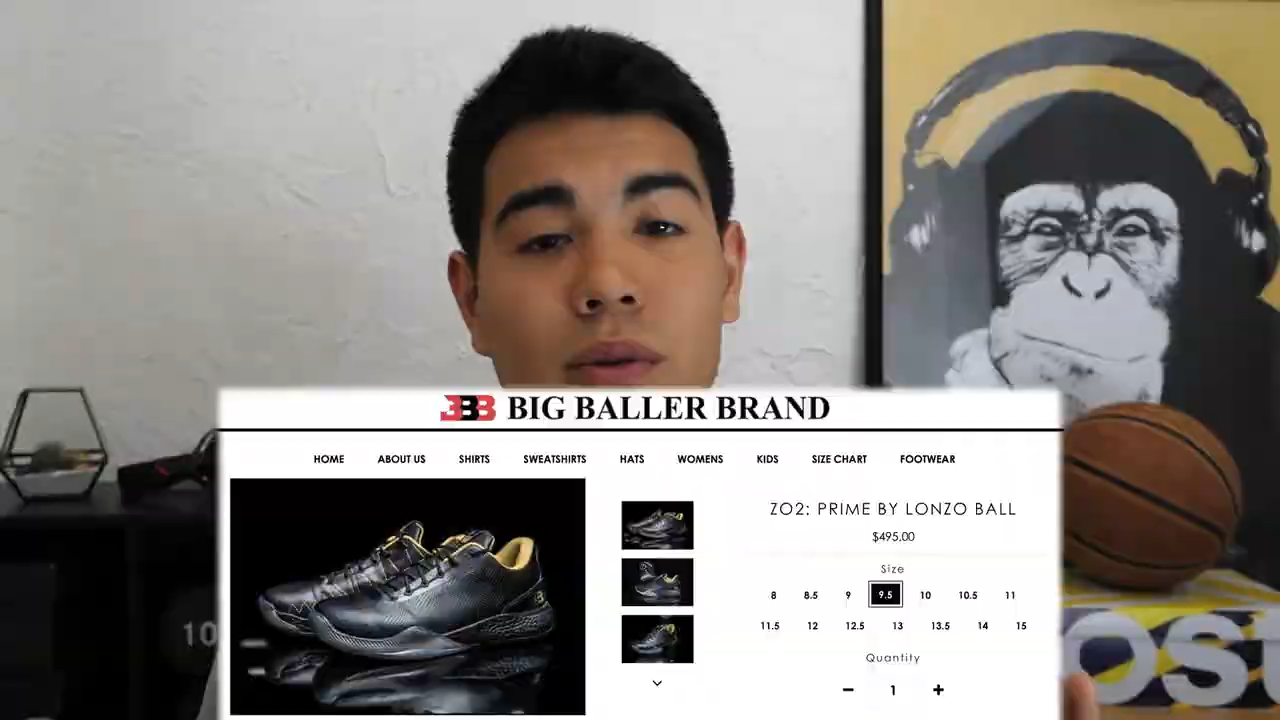 BBB BIG BALLER BRAND
HOME ABOUT US SHIRTS SWEATSHIRTS HATS WOMENS KIDS SIZE CHART FOOTWEAR
ZO2: PRIME BY LONZO BALL
$495.00
Size
8 8.5 9 9.5 10 10.5 11
11.5 12 12.5 13 13.5 14 15
Quantity
− 1 +
10
ost